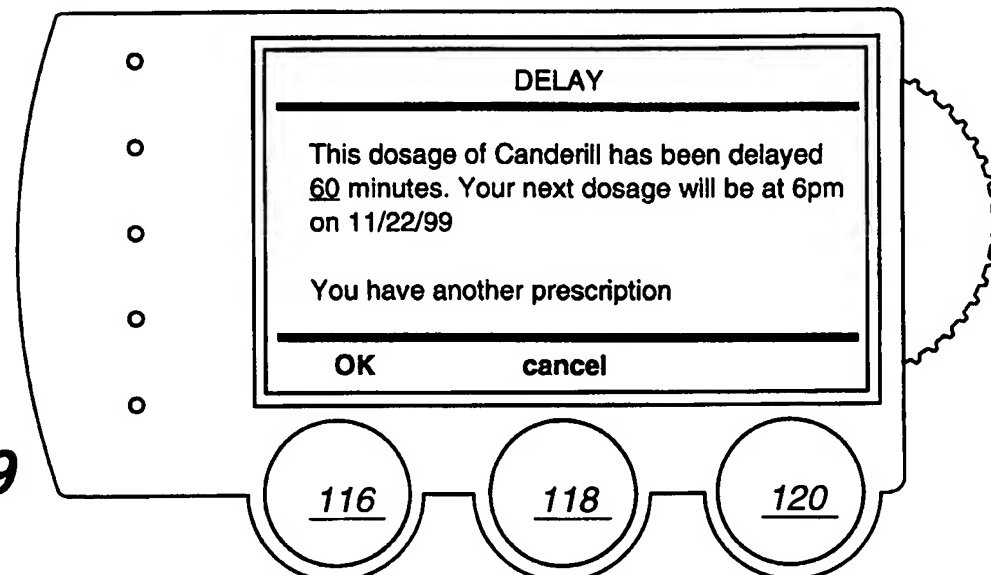 DELAY
This dosage of Canderill has been delayed
60 minutes. Your next dosage will be at 6pm
on 11/22/99
You have another prescription
OK cancel
9
116 118 120